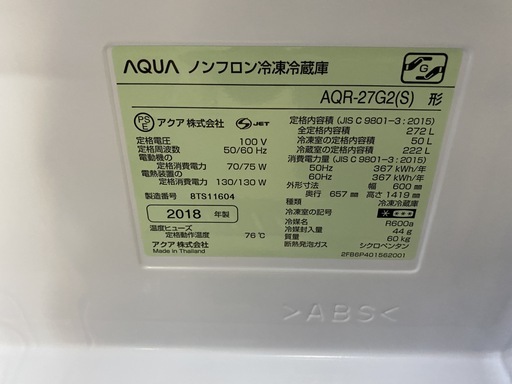 AQUA ノンフロン冷凍冷蔵庫
G
AQR-27G2(S) 形
PS E アクア 株式会社 S JET
定格電圧 100 V
定格周波数 50/60 Hz
電動機の
定格消費電力 70/75 W
電熱装置の
定格消費電力 130/130 W
製造番号 8TS11604
2018 年製
温度ヒューズ
定格動作温度 76℃
アクア 株式会社
Made in Thailand
定格内容積 (JIS C 9801-3:2015)
全定格内容積 272 L
冷凍室の定格内容積 50 L
冷蔵室の定格内容積 222 L
消費電力量 (JIS C 9801-3:2015)
50Hz 367 kWh/年
60Hz 367 kWh/年
外形寸法 幅 600 mm
奥行 657 mm 高さ 1419 mm
種類 冷凍冷蔵庫
冷凍室の記号
冷媒名 R600a
冷媒封入量 44 g
質量 60 kg
断熱発泡ガス シクロペンタン
2FB6P401562001
>ABS<